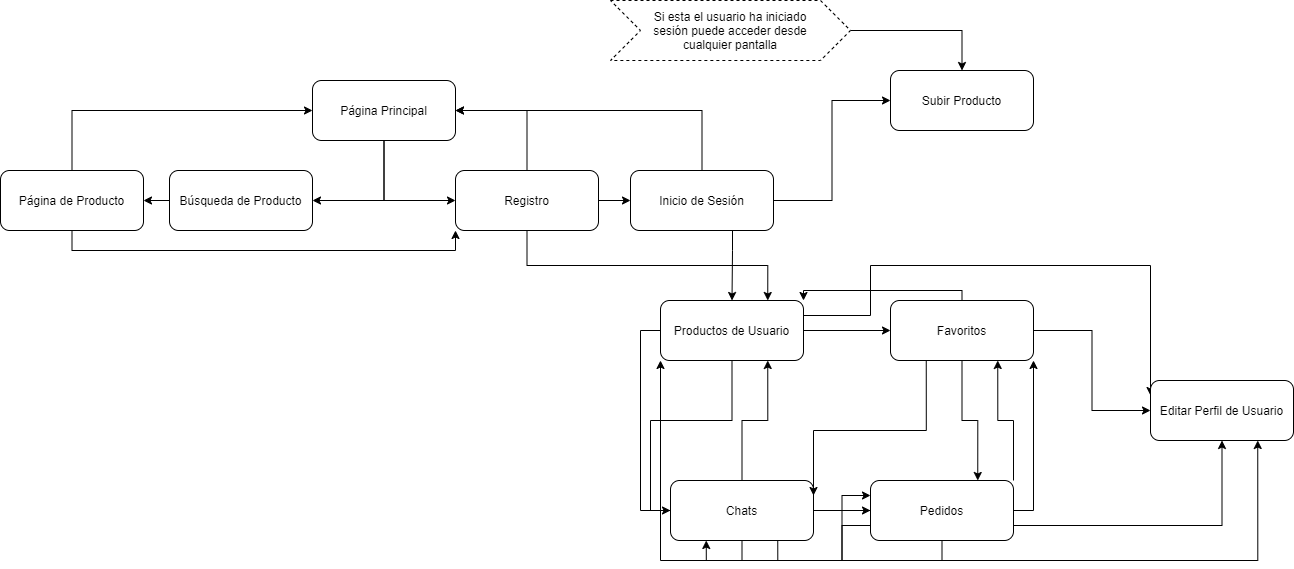 Si esta el usuario ha iniciado
sesión puede acceder desde
cualquier pantalla
Subir Producto
Página Principal
Página de Producto
Búsqueda de Producto
Registro
Inicio de Sesión
Productos de Usuario
Favoritos
Editar Perfil de Usuario
Chats
Pedidos